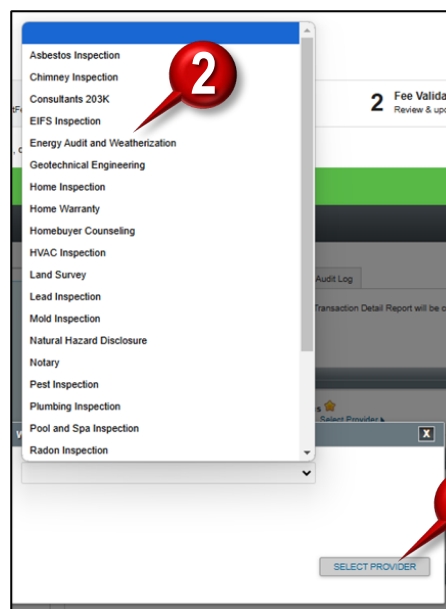 Asbestos Inspection
Chimney Inspection
Consultants 203K
EIFS Inspection
Energy Audit and Weatherization
Geotechnical Engineering
Home Inspection
Home Warranty
Homebuyer Counseling
HVAC Inspection
Land Survey
Lead Inspection
Mold Inspection
Natural Hazard Disclosure
Notary
Pest Inspection
Plumbing Inspection
Pool and Spa Inspection
Radon Inspection
2
2 Fee Valida
Review & upd
Audit Log
Transaction Detail Report will be o
Select Provider
X
SELECT PROVIDER